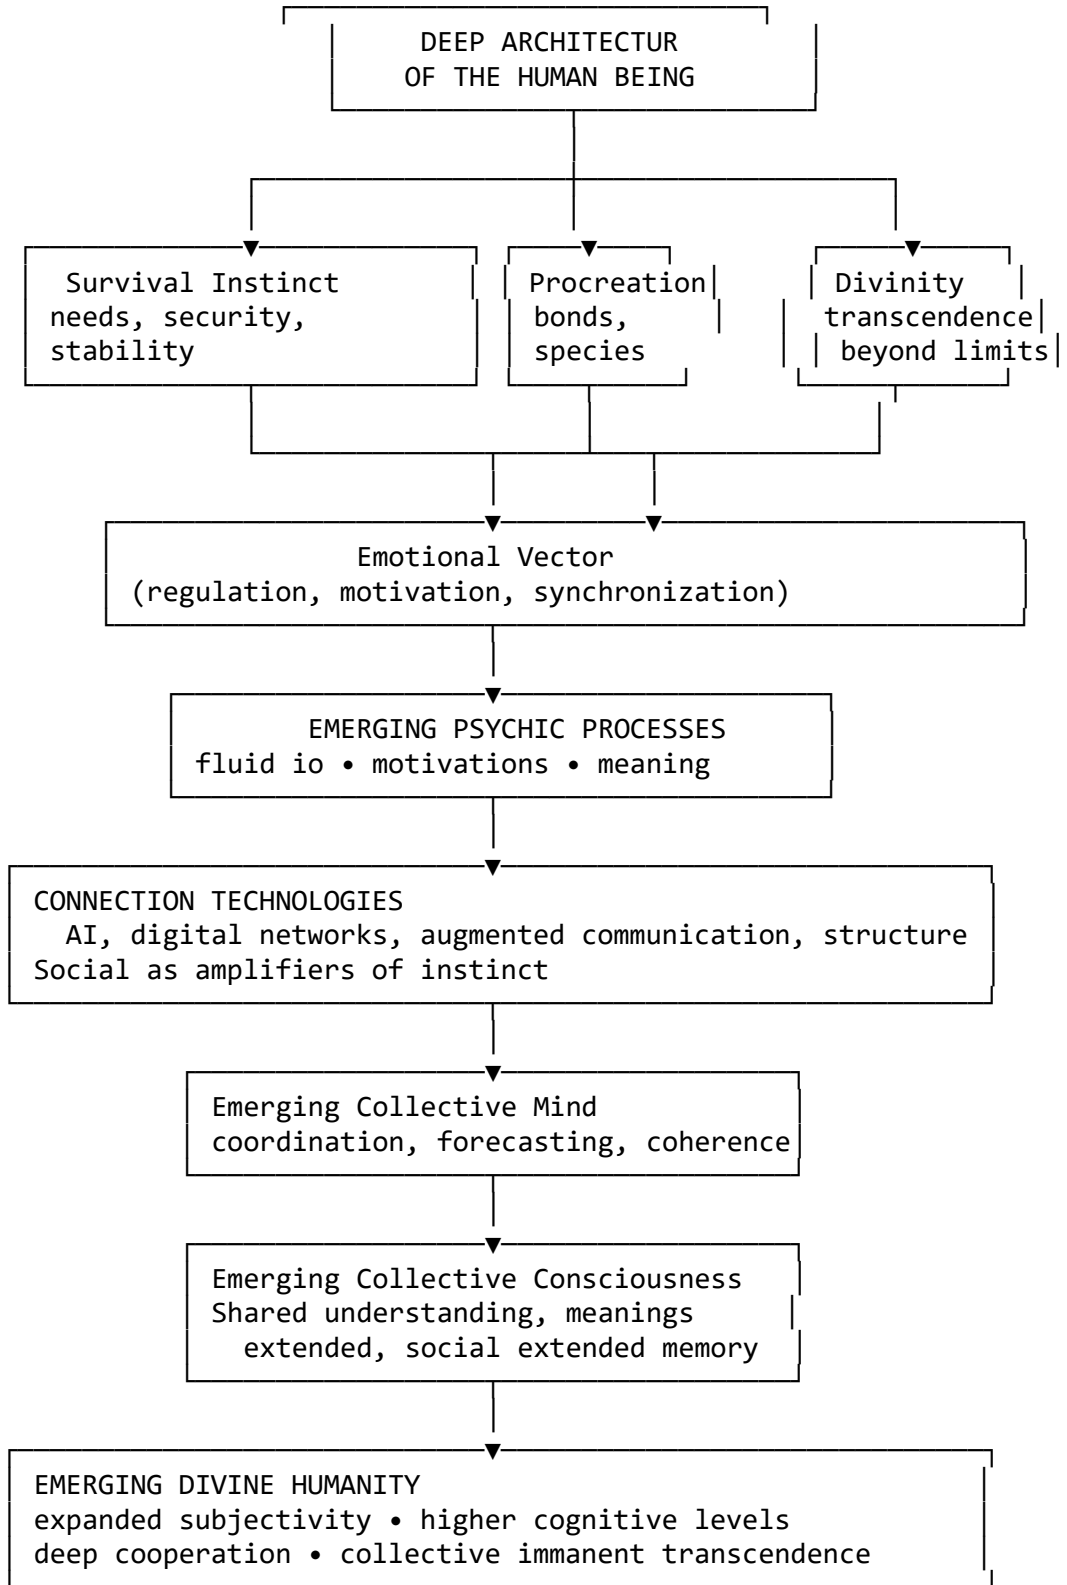 DEEP ARCHITECTUR
OF THE HUMAN BEING
Survival Instinct
needs, security,
stability
Procreation
bonds,
species
Divinity
transcendence
beyond limits
Emotional Vector
(regulation, motivation, synchronization)
EMERGING PSYCHIC PROCESSES
fluid io • motivations • meaning
CONNECTION TECHNOLOGIES
AI, digital networks, augmented communication, structure
Social as amplifiers of instinct
Emerging Collective Mind
coordination, forecasting, coherence
Emerging Collective Consciousness
Shared understanding, meanings
extended, social extended memory
EMERGING DIVINE HUMANITY
expanded subjectivity • higher cognitive levels
deep cooperation • collective immanent transcendence